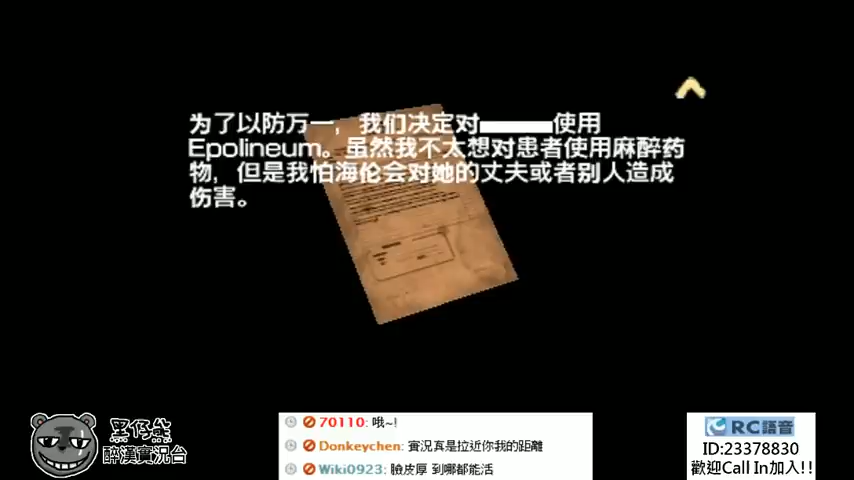 为了以防万一，我们决定对 使用
Epolineum。虽然我不太想对患者使用麻醉药
物，但是我怕海伦会对她的丈夫或者别人造成
伤害。
黑仔熊
醉漢實況台
70110: 哦~!
Donkeychen: 實況真是拉近你我的距離
Wiki0923: 臉皮厚 到哪都能活
RC語音
ID:23378830
歡迎Call In加入!!